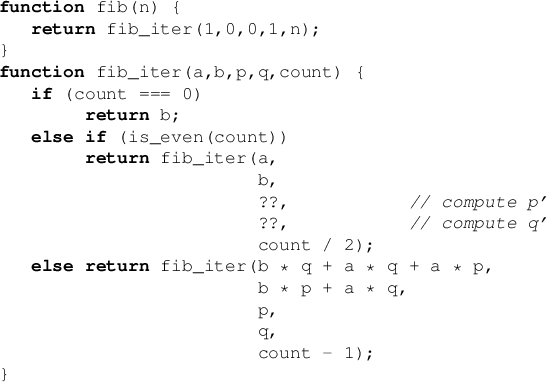 function fib(n) {
   return fib_iter(1,0,0,1,n);
}
function fib_iter(a,b,p,q,count) {
   if (count === 0)
        return b;
   else if (is_even(count))
        return fib_iter(a,
                        b,
                        ??,            // compute p’
                        ??,            // compute q’
                        count / 2);
   else return fib_iter(b * q + a * q + a * p,
                        b * p + a * q,
                        p,
                        q,
                        count - 1);
}